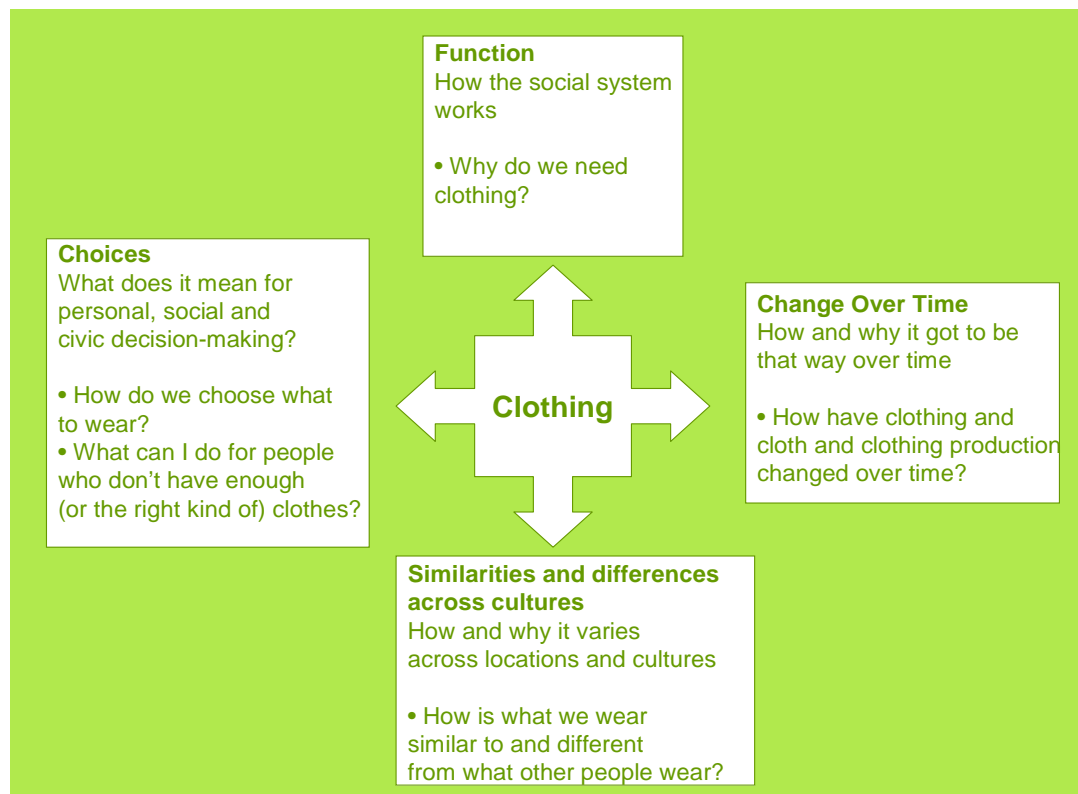 Function
How the social system
works
• Why do we need
clothing?
Choices
What does it mean for
personal, social and
civic decision-making?
• How do we choose what
to wear?
• What can I do for people
who don’t have enough
(or the right kind of) clothes?
Clothing
Change Over Time
How and why it got to be
that way over time
• How have clothing and
cloth and clothing production
changed over time?
Similarities and differences
across cultures
How and why it varies
across locations and cultures
• How is what we wear
similar to and different
from what other people wear?